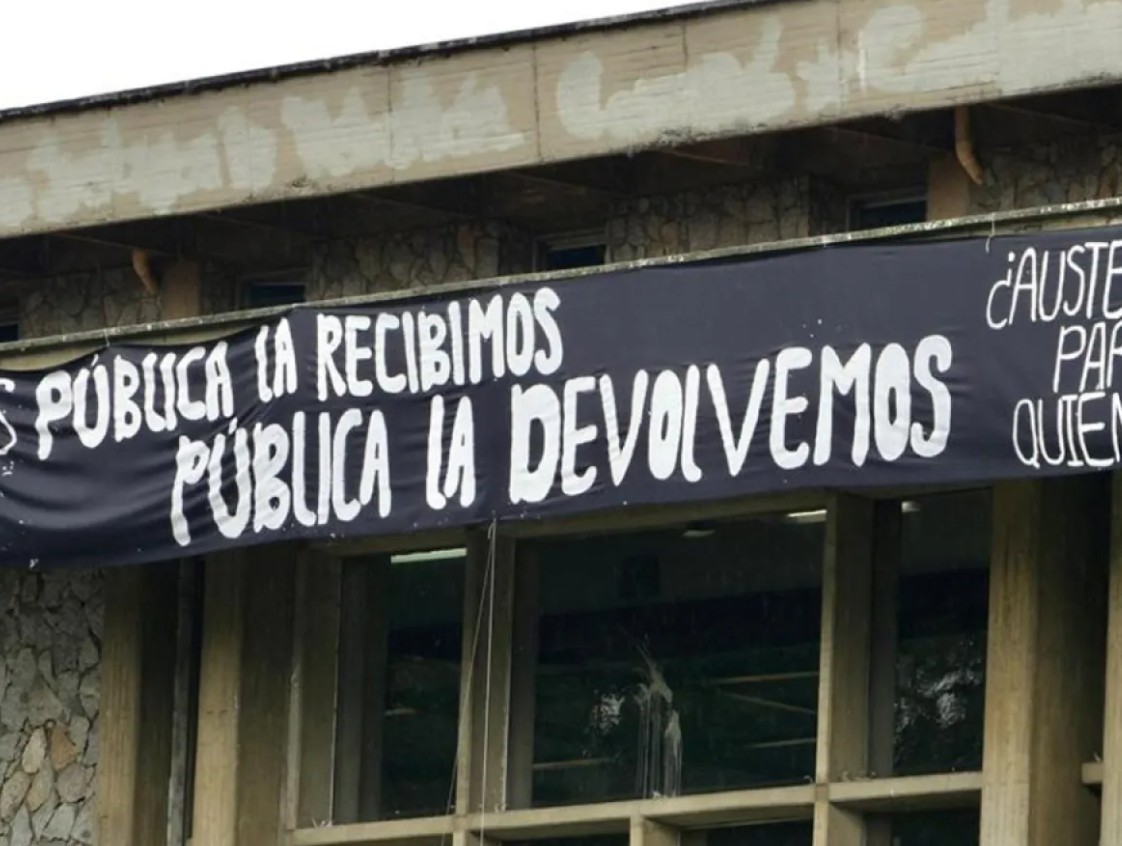 PÚBLICA LA RECIBIMOS
PÚBLICA LA DEVOLVEMOS
¿AUSTE
PAR
QUIEN